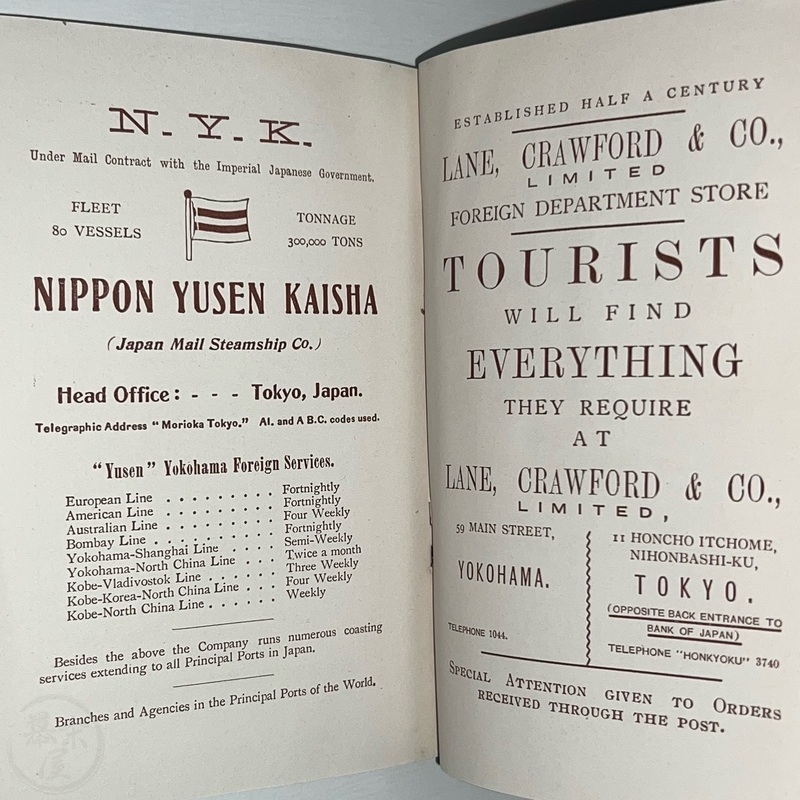 N. Y. K.
Under Mail Contract with the Imperial Japanese Government.
FLEET
80 VESSELS
TONNAGE
300,000 TONS
NIPPON YUSEN KAISHA
(Japan Mail Steamship Co.)
Head Office: - - - Tokyo, Japan.
Telegraphic Address "Morioka Tokyo." AI. and A B.C. codes used.
"Yusen" Yokohama Foreign Services.
European Line . . . . . . . . . Fortnightly
American Line . . . . . . . . . Fortnightly
Australian Line . . . . . . . . Four Weekly
Bombay Line . . . . . . . . . Fortnightly
Yokohama-Shanghai Line . . . . Semi-Weekly
Yokohama-North China Line . . . Twice a month
Kobe-Vladivostok Line . . . . . Three Weekly
Kobe-Korea-North China Line . . . Four Weekly
Kobe-North China Line . . . . . . Weekly
Besides the above the Company runs numerous coasting
services extending to all Principal Ports in Japan.
Branches and Agencies in the Principal Ports of the World.
ESTABLISHED HALF A CENTURY
LANE, CRAWFORD & CO.,
LIMITED
FOREIGN DEPARTMENT STORE
TOURISTS
WILL FIND
EVERYTHING
THEY REQUIRE
AT
LANE, CRAWFORD & CO.,
LIMITED,
59 MAIN STREET,
YOKOHAMA.
TELEPHONE 1044.
11 HONCHO ITCHOME,
NIHONBASHI-KU,
TOKYO.
(OPPOSITE BACK ENTRANCE TO
BANK OF JAPAN)
TELEPHONE "HONKYOKU" 3740
SPECIAL ATTENTION GIVEN TO ORDERS
RECEIVED THROUGH THE POST.